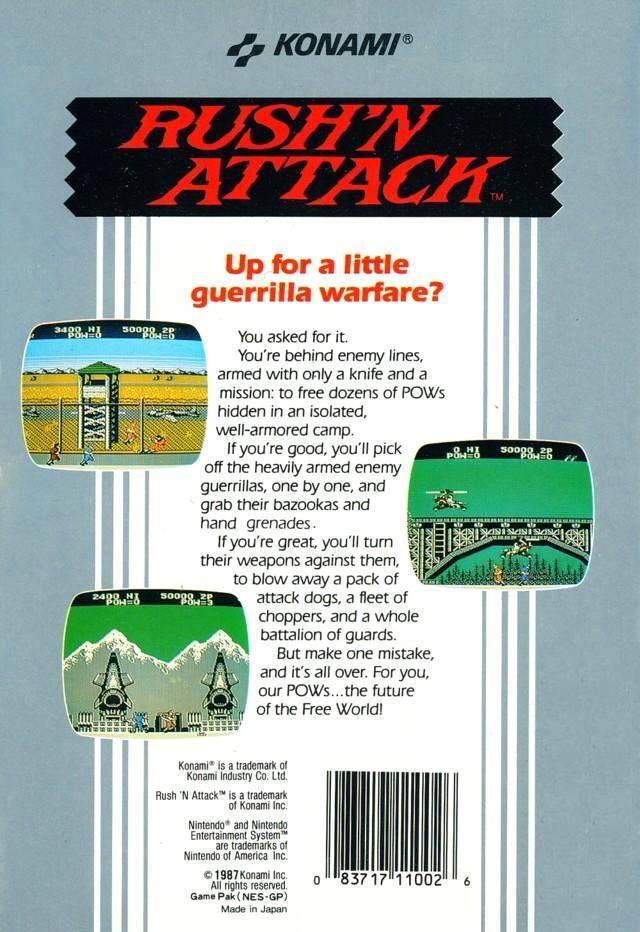 KONAMI®
RUSH'N
ATTACK™
Up for a little
guerrilla warfare?
You asked for it.
You're behind enemy lines,
armed with only a knife and a
mission: to free dozens of POWs
hidden in an isolated,
well-armored camp.
If you're good, you'll pick
off the heavily armed enemy
guerrillas, one by one, and
grab their bazookas and
hand grenades.
If you're great, you'll turn
their weapons against them,
to blow away a pack of
attack dogs, a fleet of
choppers, and a whole
battalion of guards.
But make one mistake,
and it's all over. For you,
our POWs...the future
of the Free World!
3400 HI 50000 2P
POW=0 POW=0
0 HI 50000 2P
POW=0 POW=0
2400 HI 50000 2P
POW=0 POW=3
Konami® is a trademark of
Konami Industry Co. Ltd.
Rush 'N Attack™ is a trademark
of Konami Inc.
Nintendo® and Nintendo
Entertainment System™
are trademarks of
Nintendo of America Inc.
© 1987 Konami Inc.
All rights reserved.
Game Pak (NES-GP)
Made in Japan
0 83717 11002 6